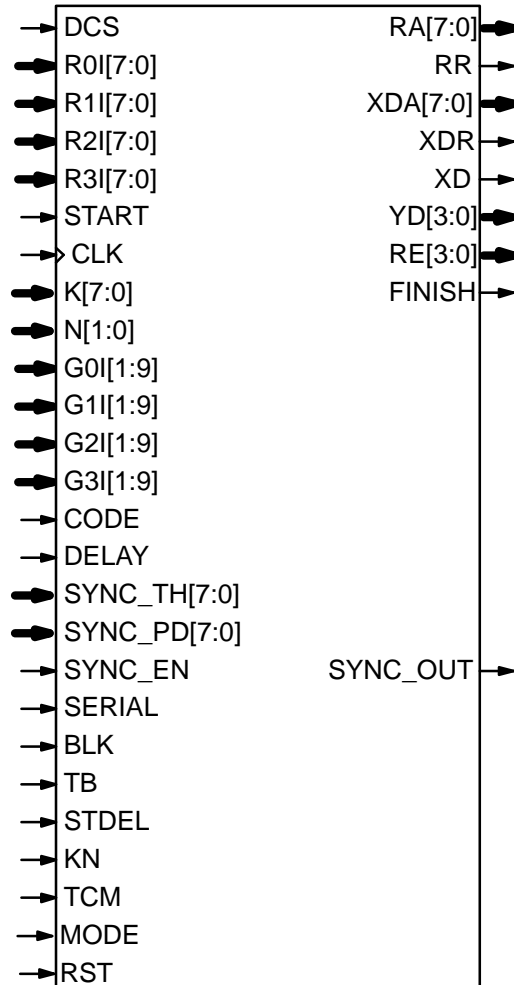 DCS RA[7:0]
R0I[7:0] RR
R1I[7:0] XDA[7:0]
R2I[7:0] XDR
R3I[7:0] XD
START YD[3:0]
CLK RE[3:0]
K[7:0] FINISH
N[1:0]
G0I[1:9]
G1I[1:9]
G2I[1:9]
G3I[1:9]
CODE
DELAY
SYNC_TH[7:0]
SYNC_PD[7:0]
SYNC_EN SYNC_OUT
SERIAL
BLK
TB
STDEL
KN
TCM
MODE
RST